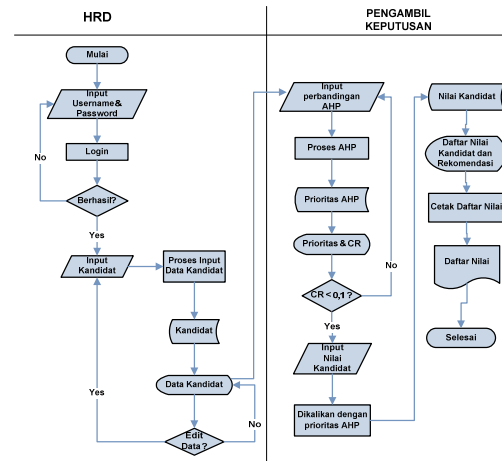 HRD
PENGAMBIL
KEPUTUSAN
Mulai
Input
Username&
Password
Login
No
Berhasil?
Yes
Input
Kandidat
Proses Input
Data Kandidat
Kandidat
Data Kandidat
Yes
No
Edit
Data?
Input
perbandingan
AHP
Proses AHP
Prioritas AHP
Prioritas & CR
No
CR < 0,1 ?
Yes
Input
Nilai
Kandidat
Dikalikan dengan
prioritas AHP
Nilai Kandidat
Daftar Nilai
Kandidat dan
Rekomendasi
Cetak Daftar Nilai
Daftar Nilai
Selesai